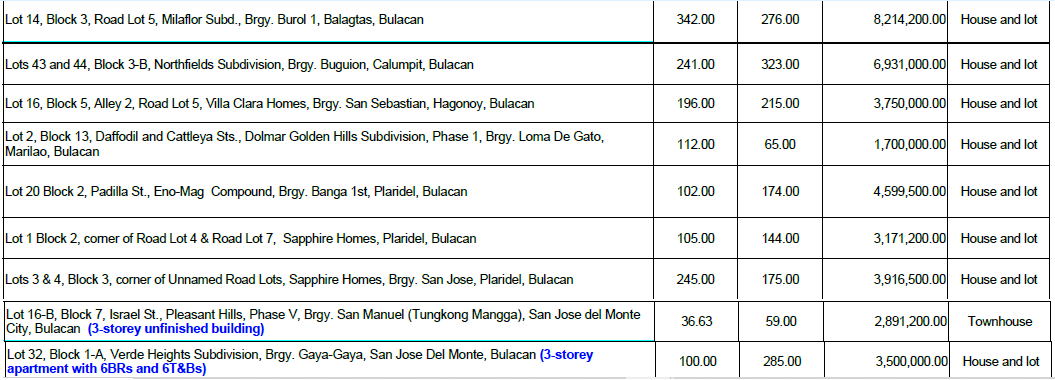 Lot 14, Block 3, Road Lot 5, Milaflor Subd., Brgy. Burol 1, Balagtas, Bulacan 342.00 276.00 8,214,200.00 House and lot
Lots 43 and 44, Block 3-B, Northfields Subdivision, Brgy. Buguion, Calumpit, Bulacan 241.00 323.00 6,931,000.00 House and lot
Lot 16, Block 5, Alley 2, Road Lot 5, Villa Clara Homes, Brgy. San Sebastian, Hagonoy, Bulacan 196.00 215.00 3,750,000.00 House and lot
Lot 2, Block 13, Daffodil and Cattleya Sts., Dolmar Golden Hills Subdivision, Phase 1, Brgy. Loma De Gato,
Marilao, Bulacan 112.00 65.00 1,700,000.00 House and lot
Lot 20 Block 2, Padilla St., Eno-Mag Compound, Brgy. Banga 1st, Plaridel, Bulacan 102.00 174.00 4,599,500.00 House and lot
Lot 1 Block 2, corner of Road Lot 4 & Road Lot 7, Sapphire Homes, Plaridel, Bulacan 105.00 144.00 3,171,200.00 House and lot
Lots 3 & 4, Block 3, corner of Unnamed Road Lots, Sapphire Homes, Brgy. San Jose, Plaridel, Bulacan 245.00 175.00 3,916,500.00 House and lot
Lot 16-B, Block 7, Israel St., Pleasant Hills, Phase V, Brgy. San Manuel (Tungkong Mangga), San Jose del Monte
City, Bulacan (3-storey unfinished building) 36.63 59.00 2,891,200.00 Townhouse
Lot 32, Block 1-A, Verde Heights Subdivision, Brgy. Gaya-Gaya, San Jose Del Monte, Bulacan (3-storey
apartment with 6BRs and 6T&Bs) 100.00 285.00 3,500,000.00 House and lot